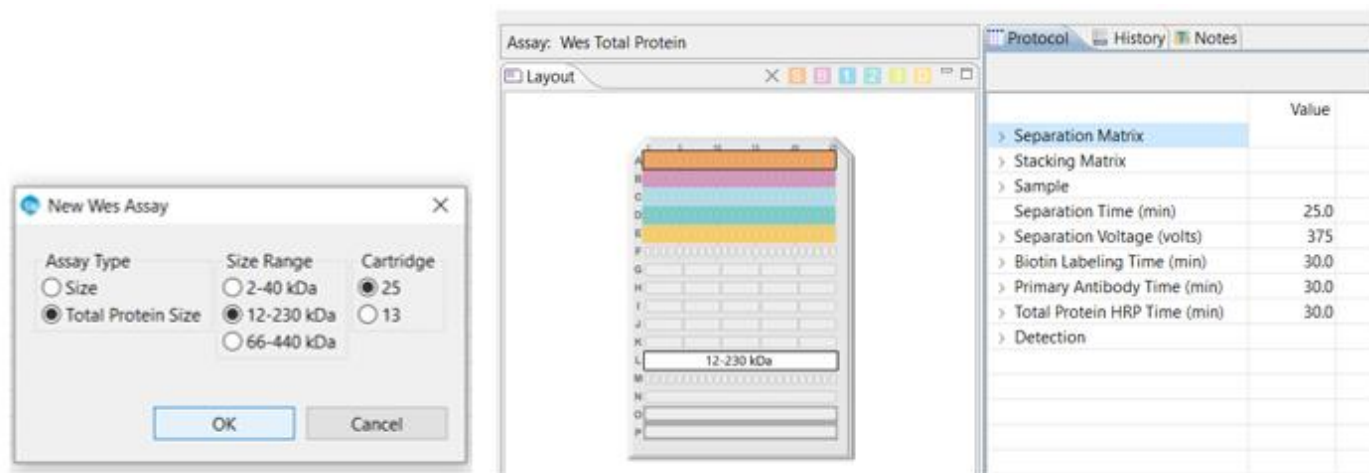 New Wes Assay
Assay Type
Size
Total Protein Size
Size Range
2-40 kDa
12-230 kDa
66-440 kDa
Cartridge
25
13
OK
Cancel
Assay: Wes Total Protein
Layout
A
B
C
D
E
F
G
H
I
J
K
L 12-230 kDa
M
N
O
P
Protocol History Notes
Value
Separation Matrix
Stacking Matrix
Sample
Separation Time (min) 25.0
Separation Voltage (volts) 375
Biotin Labeling Time (min) 30.0
Primary Antibody Time (min) 30.0
Total Protein HRP Time (min) 30.0
Detection